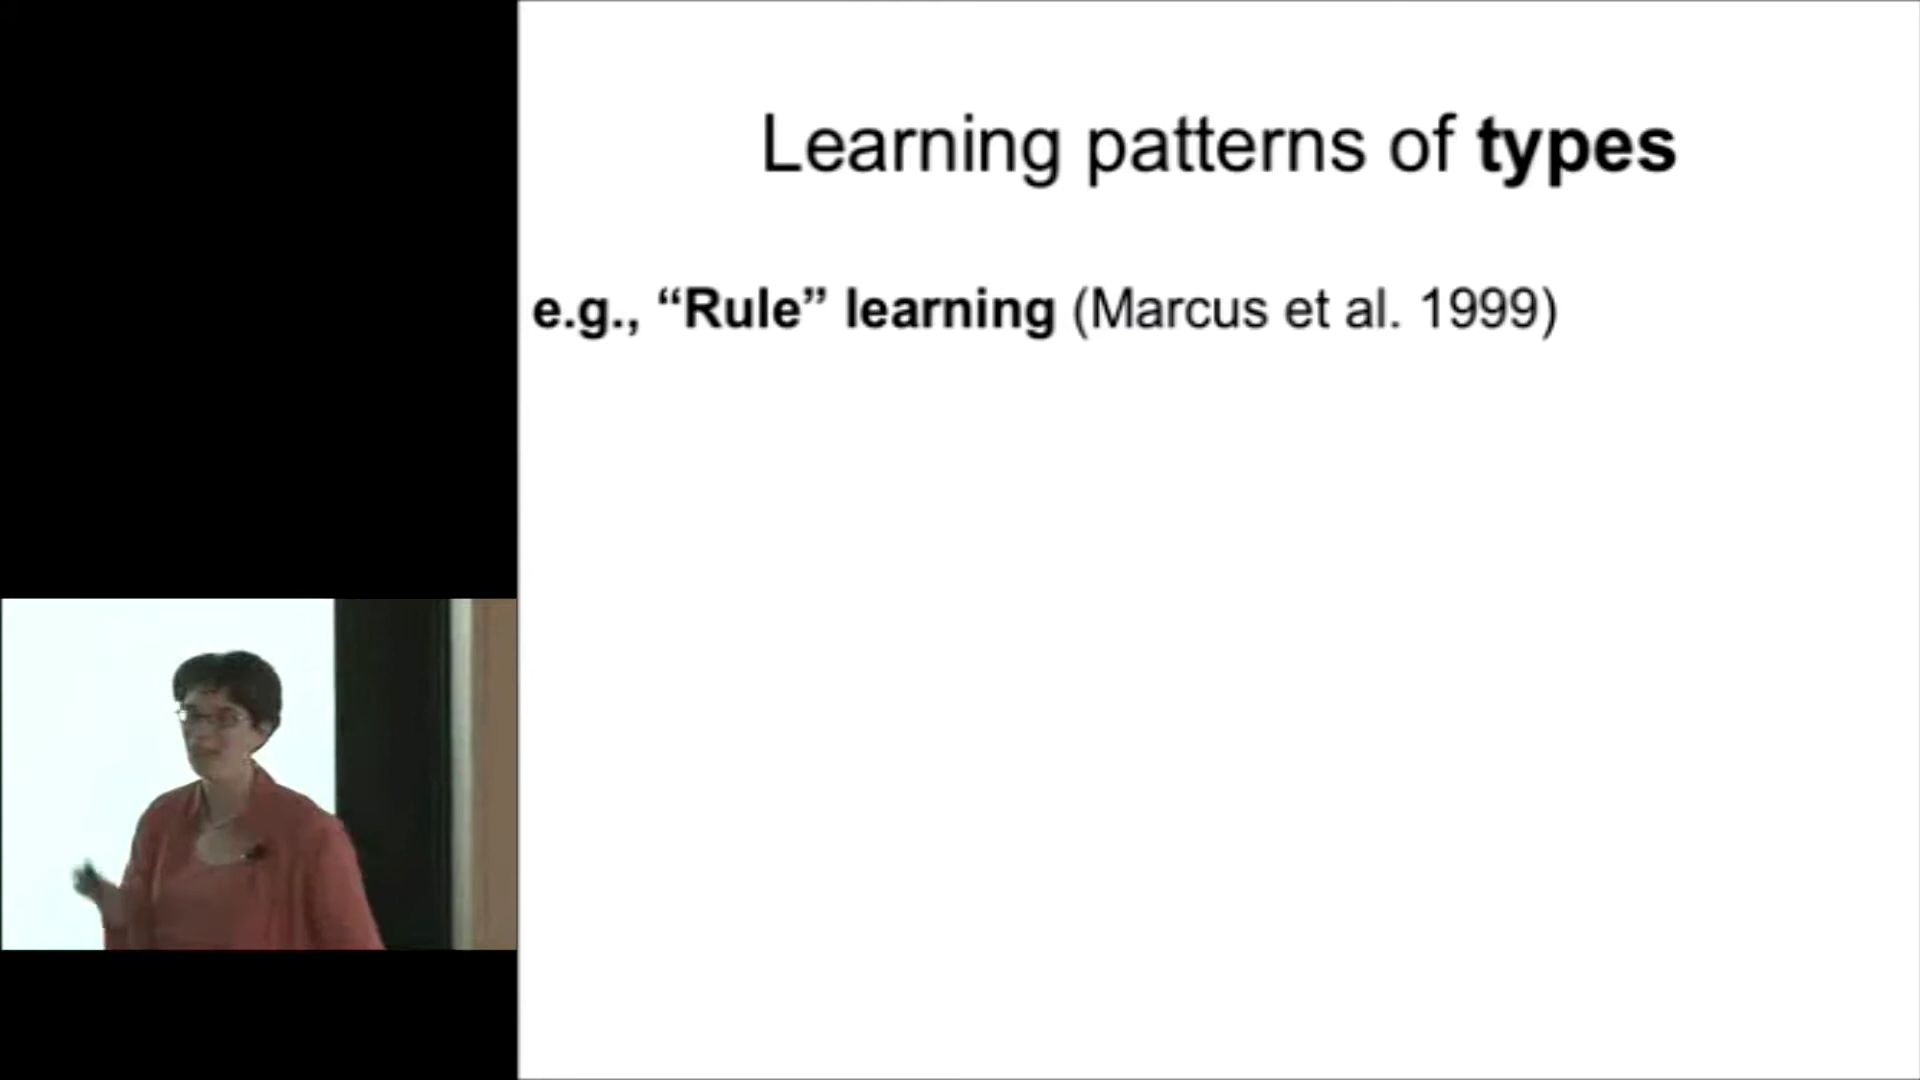 Learning patterns of types
e.g., “Rule” learning (Marcus et al. 1999)